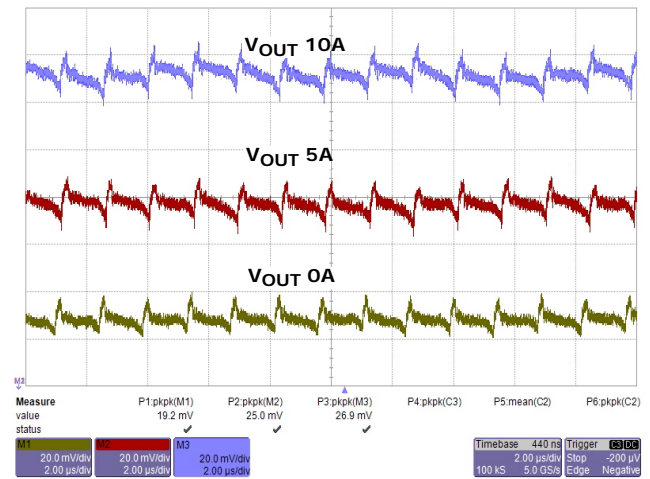 VOUT 10A
VOUT 5A
VOUT 0A
Measure P1:pkpk(M1) P2:pkpk(M2) P3:pkpk(M3) P4:pkpk(C3) P5:mean(C2) P6:pkpk(C2)
value 19.2 mV 25.0 mV 26.9 mV
status ✔ ✔ ✔
M1 M2 M3 Timebase 440 ns Trigger C3 DC
20.0 mV/div 20.0 mV/div 20.0 mV/div 2.00 µs/div Stop -200 µV
2.00 µs/div 2.00 µs/div 2.00 µs/div 100 kS 5.0 GS/s Edge Negative